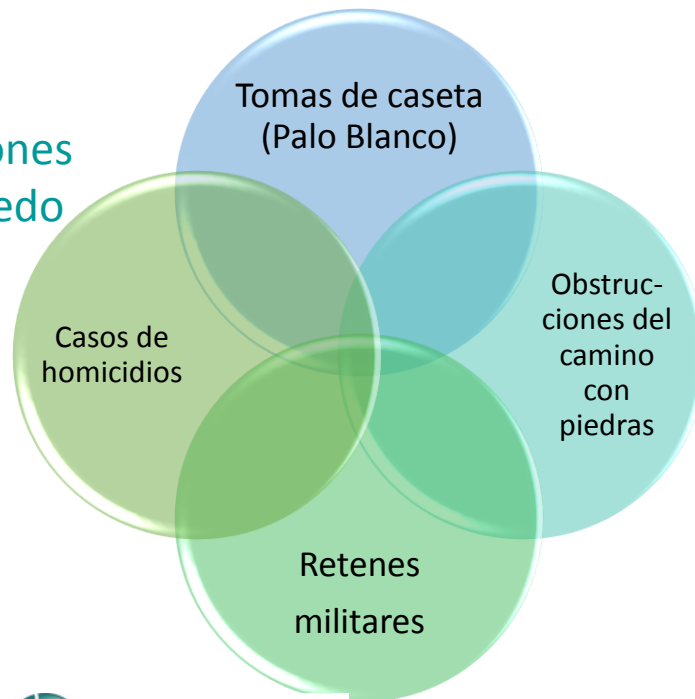 ones
edo
Tomas de caseta
(Palo Blanco)
Casos de
homicidios
Obstruc-
ciones del
camino
con
piedras
Retenes
militares